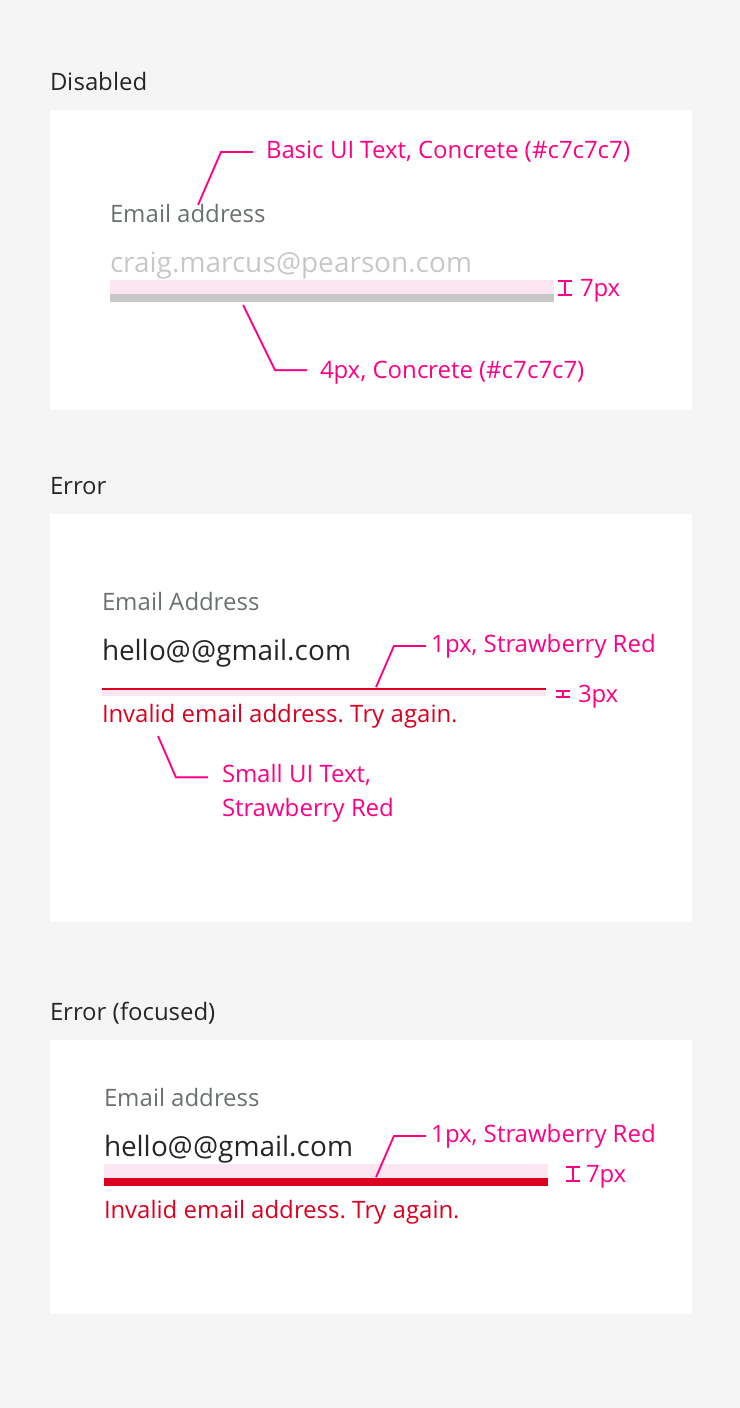 Disabled
Basic UI Text, Concrete (#c7c7c7)
Email address
craig.marcus@pearson.com
7px
4px, Concrete (#c7c7c7)
Error
Email Address
hello@@gmail.com
1px, Strawberry Red
3px
Invalid email address. Try again.
Small UI Text,
Strawberry Red
Error (focused)
Email address
hello@@gmail.com
1px, Strawberry Red
7px
Invalid email address. Try again.